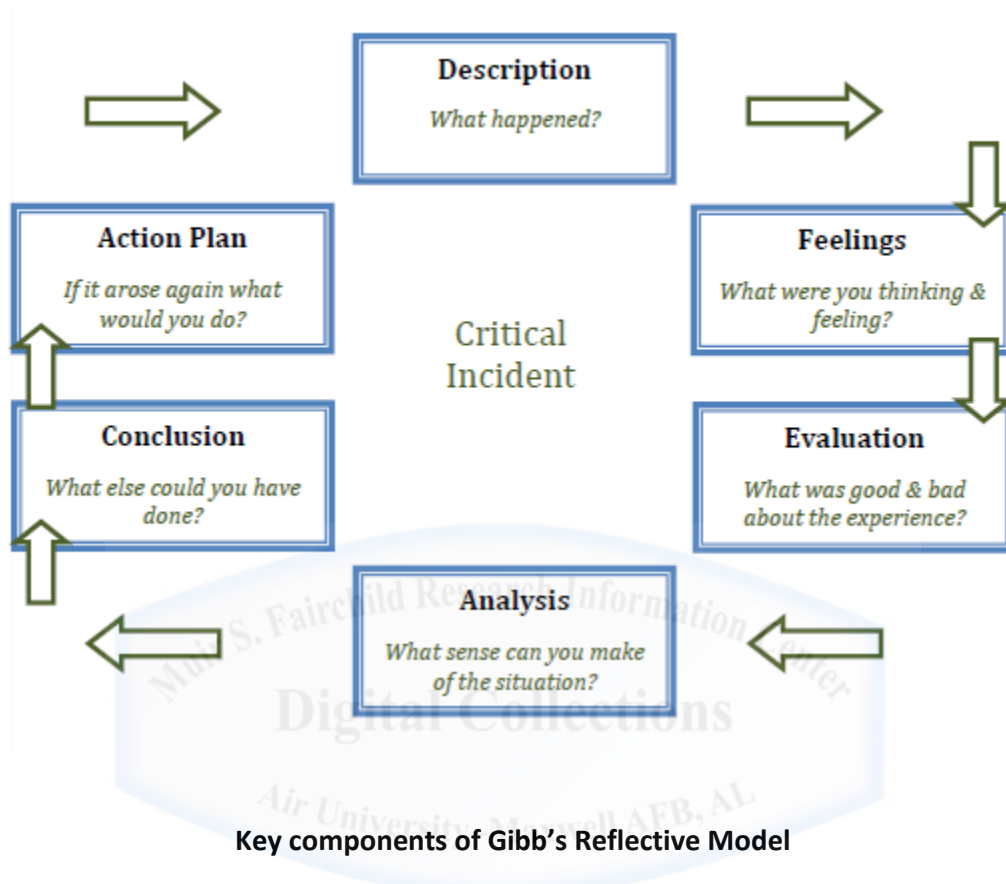 Description
What happened?
Action Plan
If it arose again what
would you do?
Feelings
What were you thinking &
feeling?
Critical
Incident
Conclusion
What else could you have
done?
Evaluation
What was good & bad
about the experience?
Analysis
What sense can you make
of the situation?
Muir S. Fairchild Research Information Center
Digital Collections
Air University, Maxwell AFB, AL
Key components of Gibb’s Reflective Model